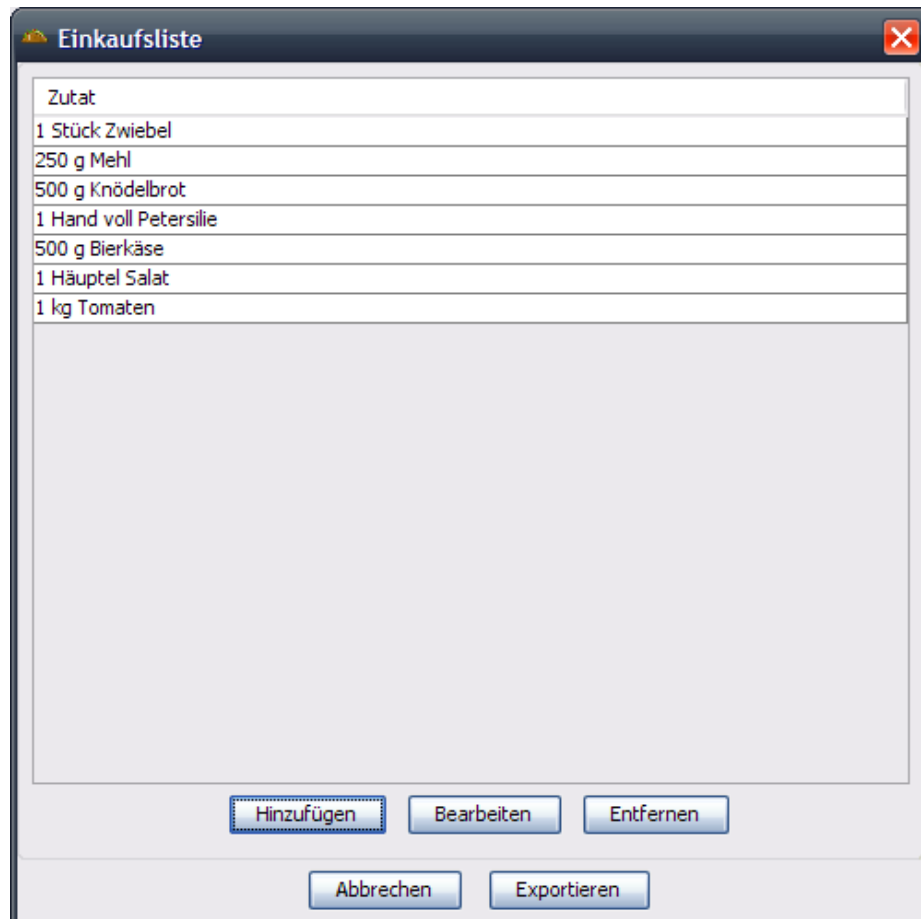 Einkaufsliste
Zutat
1 Stück Zwiebel
250 g Mehl
500 g Knödelbrot
1 Hand voll Petersilie
500 g Bierkäse
1 Häuptel Salat
1 kg Tomaten
Hinzufügen Bearbeiten Entfernen
Abbrechen Exportieren